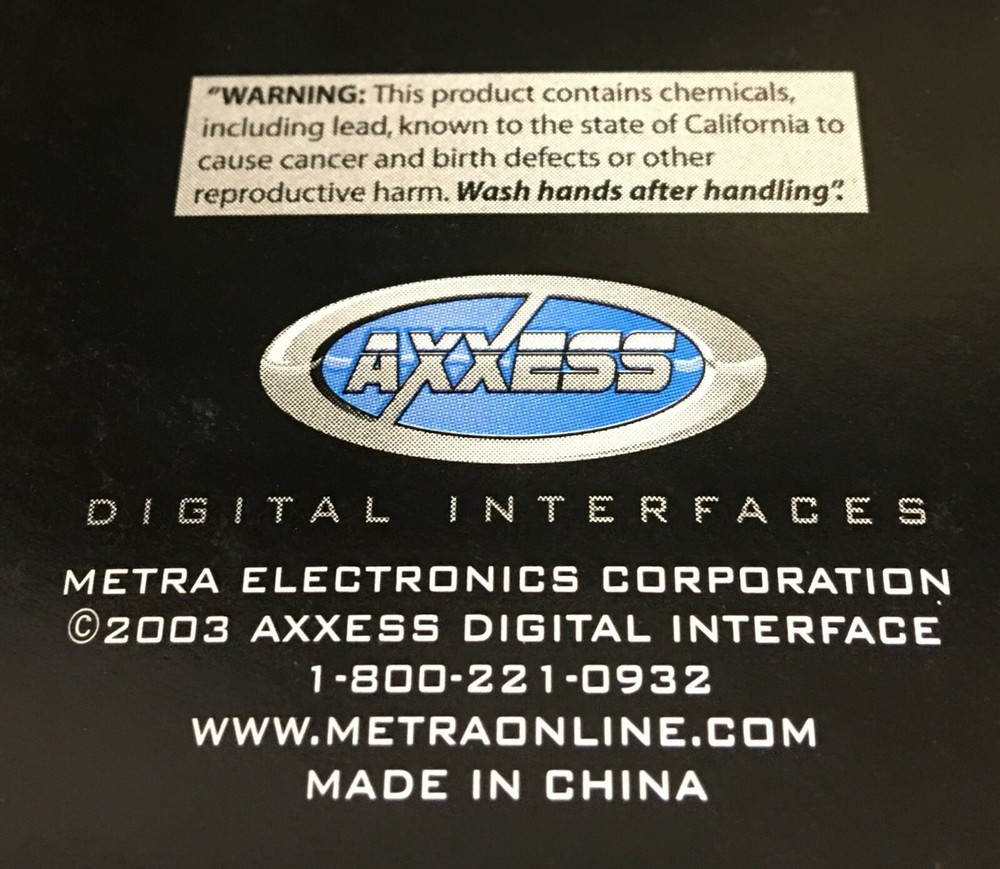 "WARNING: This product contains chemicals,
including lead, known to the state of California to
cause cancer and birth defects or other
reproductive harm. Wash hands after handling".
AXXESS
DIGITAL INTERFACES
METRA ELECTRONICS CORPORATION
©2003 AXXESS DIGITAL INTERFACE
1-800-221-0932
WWW.METRAONLINE.COM
MADE IN CHINA